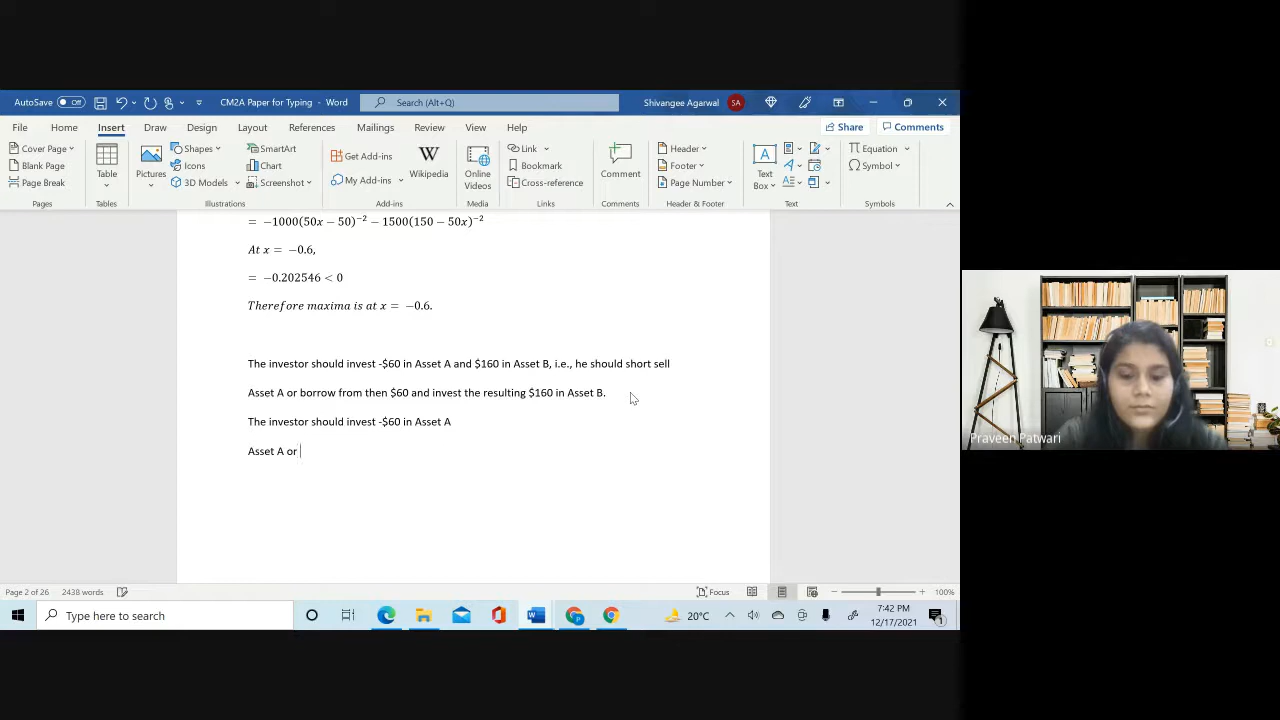 AutoSave Off CM2A Paper for Typing - Word Search (Alt+Q) Shivangee Agarwal SA
File Home Insert Draw Design Layout References Mailings Review View Help Share Comments
Cover Page
Blank Page
Page Break
Pages
Table
Tables
Pictures
Shapes
Icons
3D Models
SmartArt
Chart
Screenshot
Illustrations
Get Add-ins
My Add-ins
Wikipedia
Add-ins
Online
Videos
Media
Link
Bookmark
Cross-reference
Links
Comment
Comments
Header
Footer
Page Number
Header & Footer
Text
Box
Text
Equation
Symbol
Symbols
= −1000(50x − 50)⁻² − 1500(150 − 50x)⁻²
At x = −0.6,
= −0.202546 < 0
Therefore maxima is at x = −0.6.
The investor should invest -$60 in Asset A and $160 in Asset B, i.e., he should short sell
Asset A or borrow from then $60 and invest the resulting $160 in Asset B.
The investor should invest -$60 in Asset A
Asset A or
Praveen Patwari
Page 2 of 26 2438 words Focus 100%
Type here to search 20°C 7:42 PM
12/17/2021
1